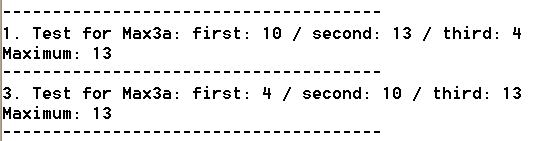 --------------------------------------
1. Test for Max3a: first: 10 / second: 13 / third: 4
Maximum: 13
--------------------------------------
3. Test for Max3a: first: 4 / second: 10 / third: 13
Maximum: 13
--------------------------------------